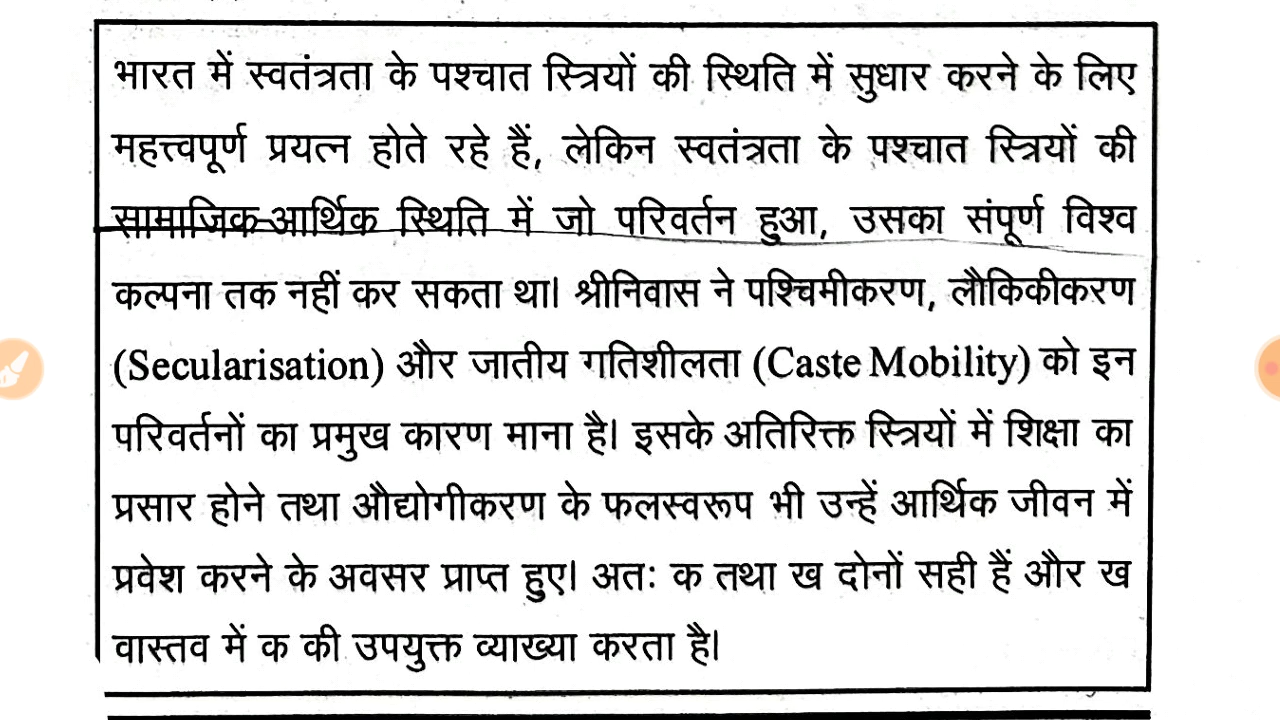 भारत में स्वतंत्रता के पश्चात स्त्रियों की स्थिति में सुधार करने के लिए
महत्त्वपूर्ण प्रयत्न होते रहे हैं, लेकिन स्वतंत्रता के पश्चात स्त्रियों की
सामाजिक-आर्थिक स्थिति में जो परिवर्तन हुआ, उसका संपूर्ण विश्व
कल्पना तक नहीं कर सकता था। श्रीनिवास ने पश्चिमीकरण, लौकिकीकरण
(Secularisation) और जातीय गतिशीलता (Caste Mobility) को इन
परिवर्तनों का प्रमुख कारण माना है। इसके अतिरिक्त स्त्रियों में शिक्षा का
प्रसार होने तथा औद्योगीकरण के फलस्वरूप भी उन्हें आर्थिक जीवन में
प्रवेश करने के अवसर प्राप्त हुए। अतः क तथा ख दोनों सही हैं और ख
वास्तव में क की उपयुक्त व्याख्या करता है।